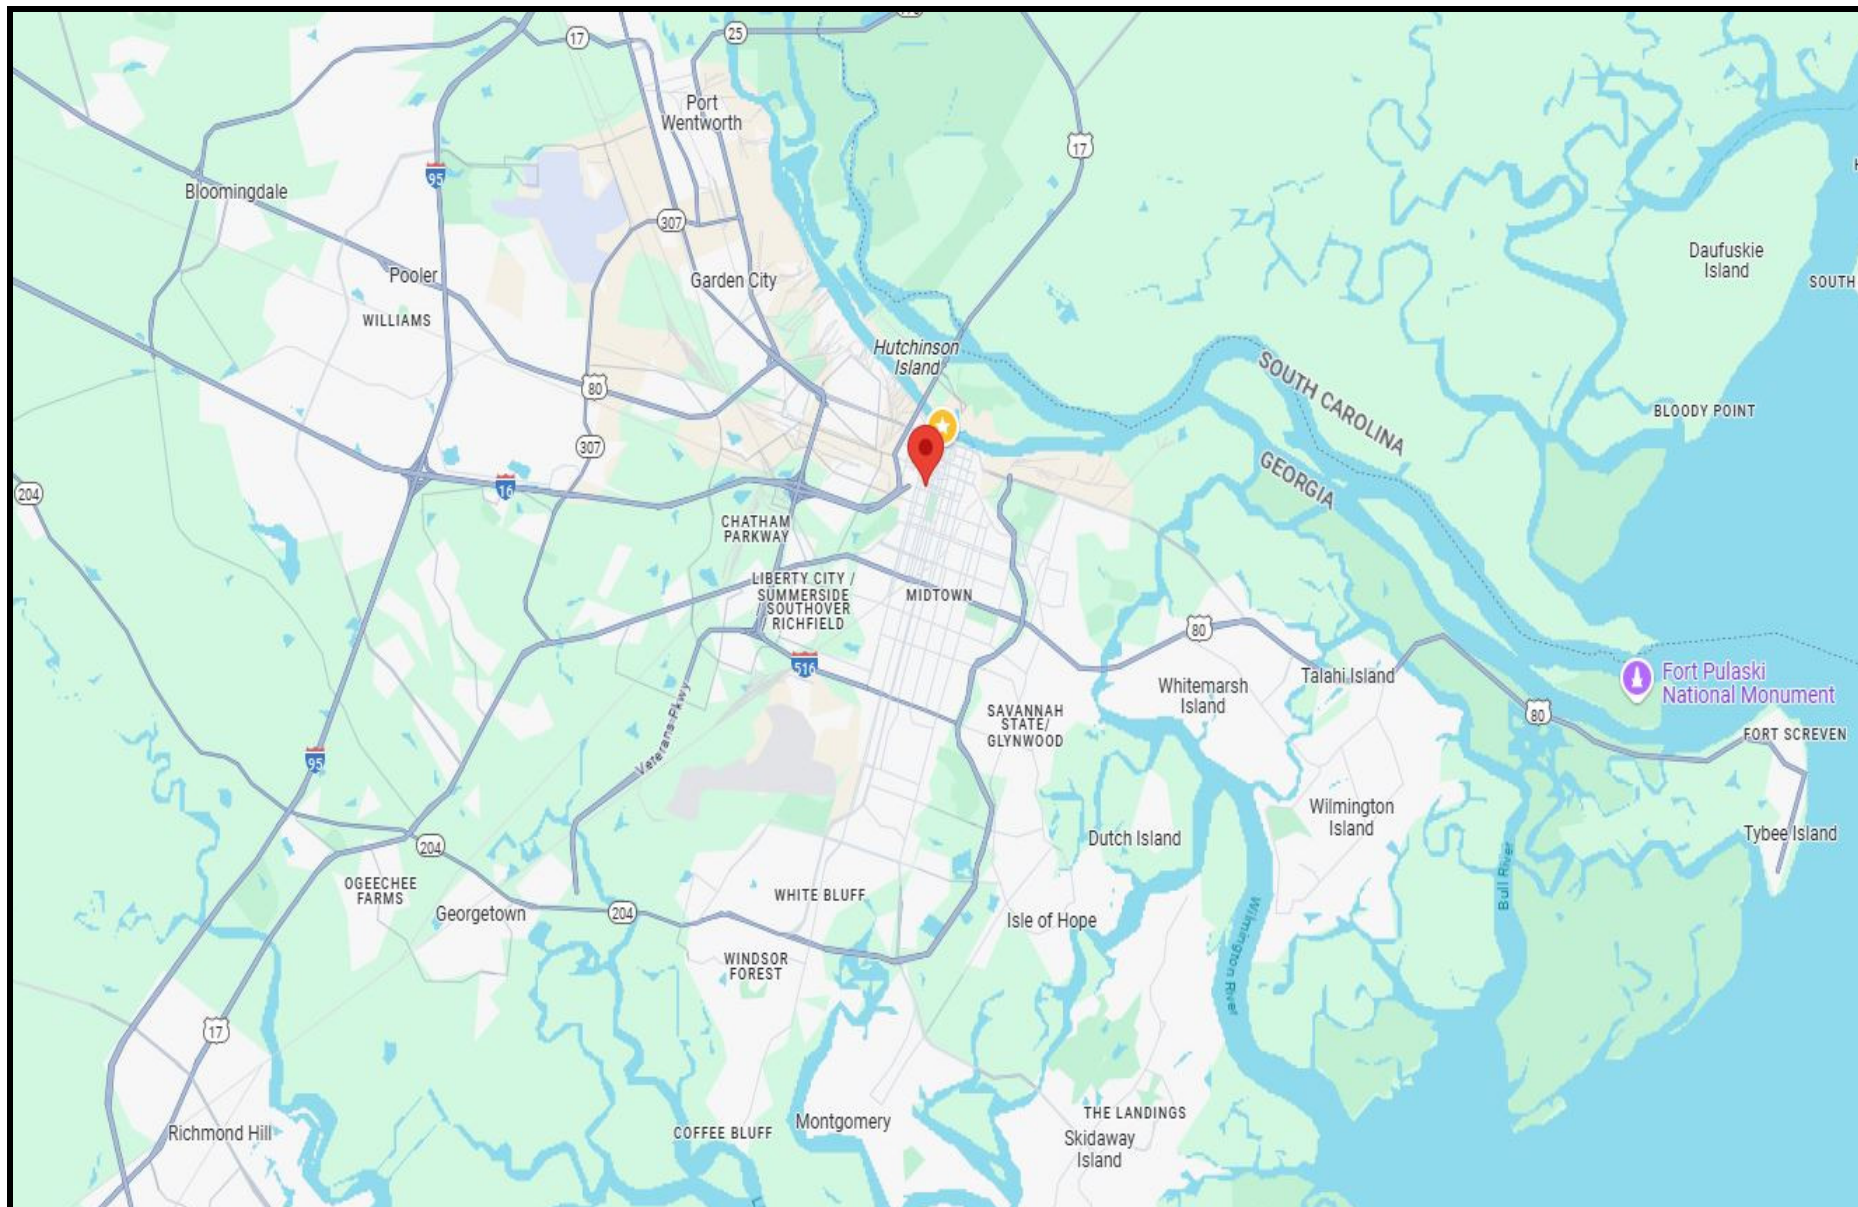 17
25
Port
Wentworth
17
95
Bloomingdale
307
Daufuskie
Island
Pooler
Garden City
SOUTH
WILLIAMS
Hutchinson
Island
80
SOUTH CAROLINA
BLOODY POINT
307
GEORGIA
204
16
CHATHAM
PARKWAY
LIBERTY CITY /
SUMMERSIDE
SOUTHOVER
/ RICHFIELD
MIDTOWN
80
516
Talahi Island
Fort Pulaski
National Monument
Whitemarsh
Island
Veterans Pkwy
SAVANNAH
STATE/
GLYNWOOD
80
FORT SCREVEN
95
Wilmington
Island
Dutch Island
Tybee Island
204
OGEECHEE
FARMS
Georgetown
204
WHITE BLUFF
Isle of Hope
Bull River
Wilmington River
WINDSOR
FOREST
17
Richmond Hill
COFFEE BLUFF
Montgomery
THE LANDINGS
Skidaway
Island